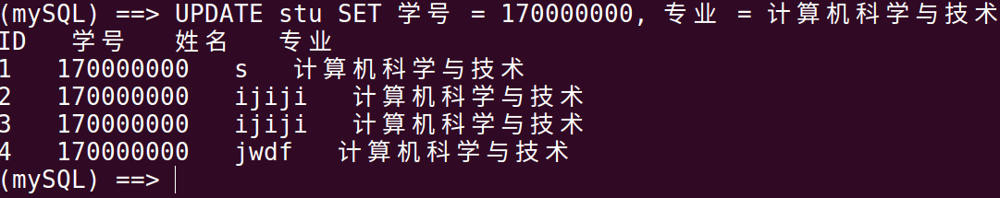 (mySQL) ==> UPDATE stu SET 学号 = 170000000, 专业 = 计算机科学与技术
ID 学号 姓名 专业
1 170000000 s 计算机科学与技术
2 170000000 ijiji 计算机科学与技术
3 170000000 ijiji 计算机科学与技术
4 170000000 jwdf 计算机科学与技术
(mySQL) ==>